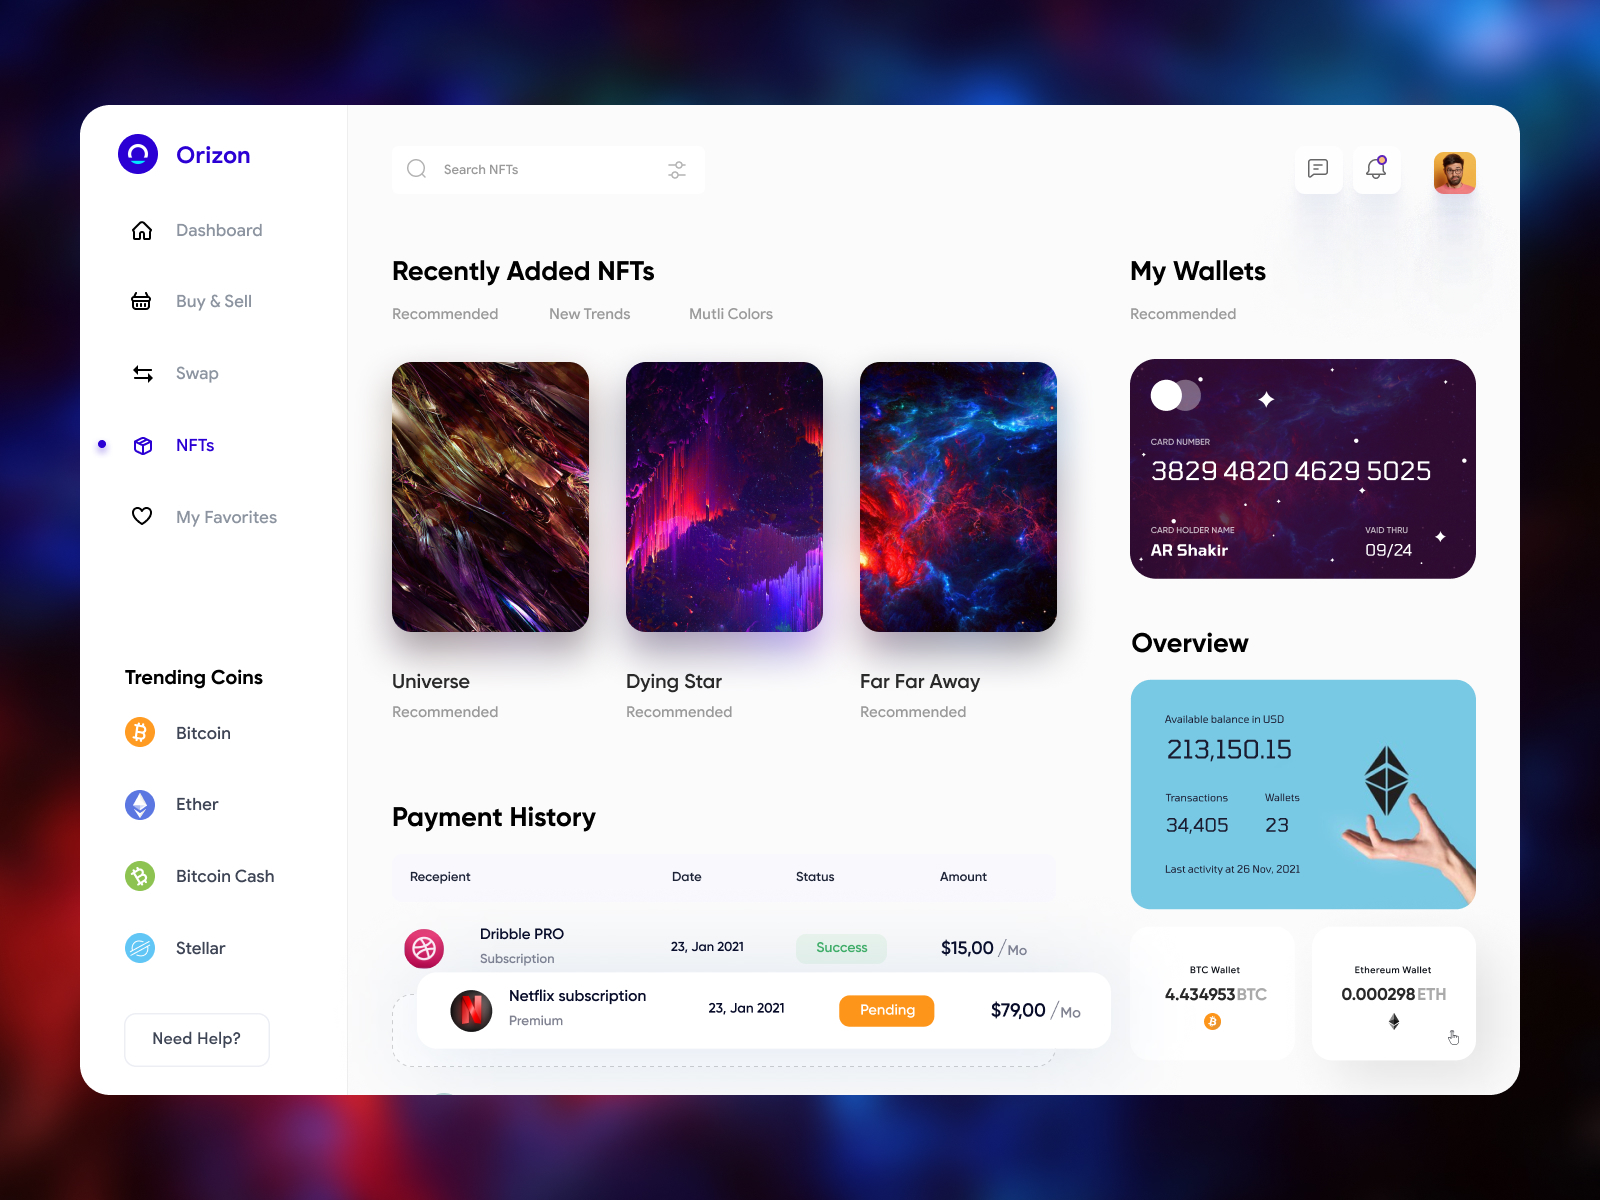 Orizon
Dashboard
Buy & Sell
Swap
NFTs
My Favorites
Trending Coins
Bitcoin
Ether
Bitcoin Cash
Stellar
Need Help?
Search NFTs
Recently Added NFTs
Recommended New Trends Mutli Colors
Universe
Recommended
Dying Star
Recommended
Far Far Away
Recommended
Payment History
Recepient Date Status Amount
Dribble PRO
Subscription
23, Jan 2021
Success
$15,00 /Mo
Netflix subscription
Premium
23, Jan 2021
Pending
$79,00 /Mo
My Wallets
Recommended
CARD NUMBER
3829 4820 4629 5025
CARD HOLDER NAME
AR Shakir
VAID THRU
09/24
Overview
Available balance in USD
213,150.15
Transactions Wallets
34,405 23
Last activity at 26 Nov, 2021
BTC Wallet
4.434953 BTC
Ethereum Wallet
0.000298 ETH